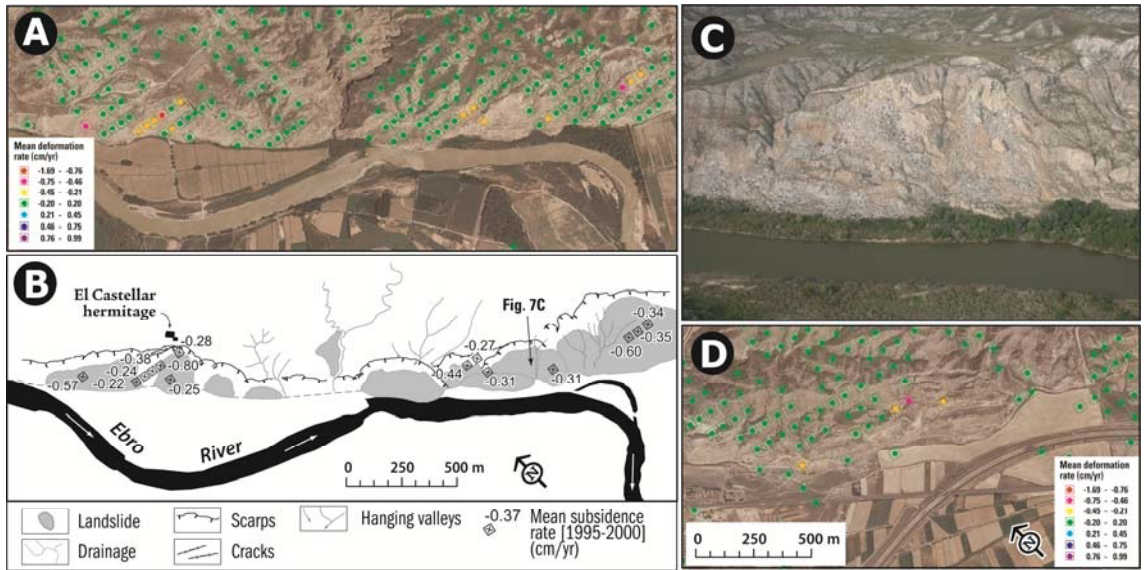 A
Mean deformation
rate (cm/yr)
-1.69 - -0.76
-0.75 - -0.46
-0.45 - -0.21
-0.20 - 0.20
0.21 - 0.45
0.46 - 0.75
0.76 - 0.99
B
El Castellar
hermitage
-0.28
-0.38
-0.24
-0.80
-0.57
-0.22
-0.25
Fig. 7C
-0.27
-0.44
-0.31
-0.31
-0.34
-0.35
-0.60
Ebro
River
0 250 500 m
N
Landslide
Scarps
Hanging valleys
-0.37
Mean subsidence
rate [1995-2000]
(cm/yr)
Drainage
Cracks
C
D
Mean deformation
rate (cm/yr)
-1.69 - -0.76
-0.75 - -0.46
-0.45 - -0.21
-0.20 - 0.20
0.21 - 0.45
0.46 - 0.75
0.76 - 0.99
0 250 500 m
N